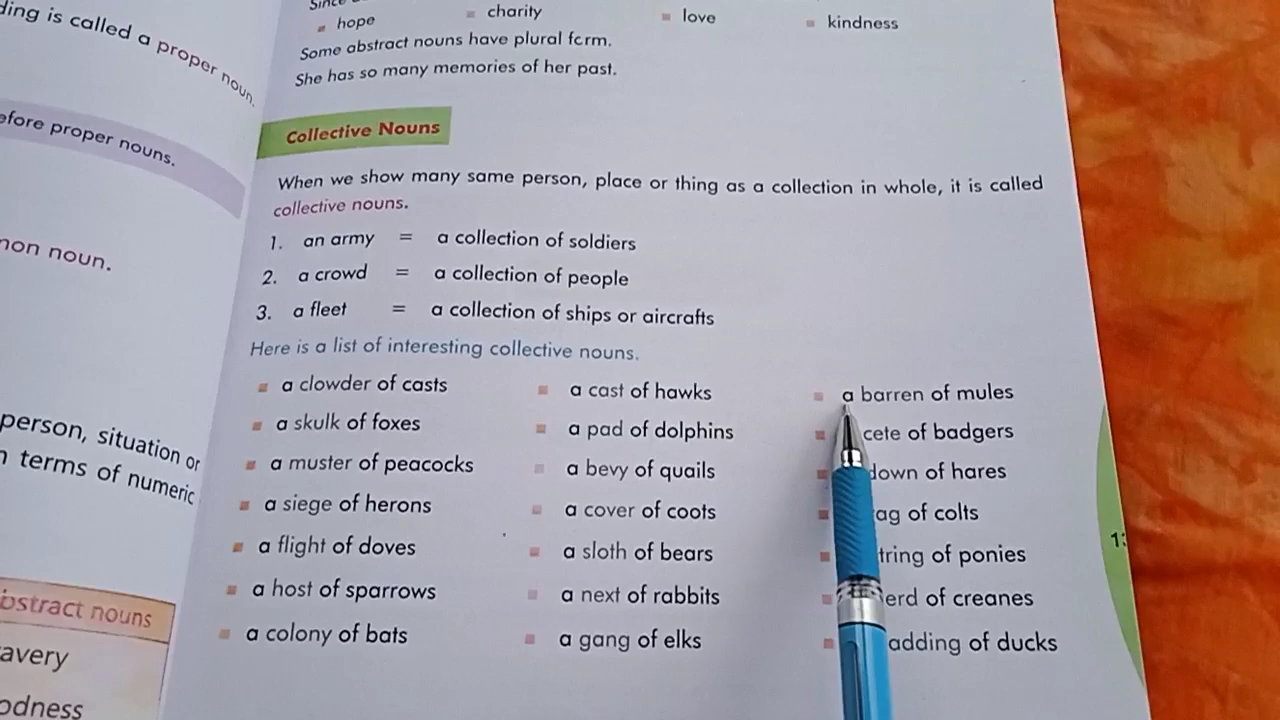 ding is called a proper noun.
efore proper nouns.
non noun.
person, situation or
n terms of numeric
bstract nouns
avery
odness
Since
hope charity love kindness
Some abstract nouns have plural form.
She has so many memories of her past.
Collective Nouns
When we show many same person, place or thing as a collection in whole, it is called
collective nouns.
1. an army = a collection of soldiers
2. a crowd = a collection of people
3. a fleet = a collection of ships or aircrafts
Here is a list of interesting collective nouns.
a clowder of casts
a skulk of foxes
a muster of peacocks
a siege of herons
a flight of doves
a host of sparrows
a colony of bats
a cast of hawks
a pad of dolphins
a bevy of quails
a cover of coots
a sloth of bears
a next of rabbits
a gang of elks
a barren of mules
cete of badgers
down of hares
ag of colts
tring of ponies
erd of creanes
adding of ducks